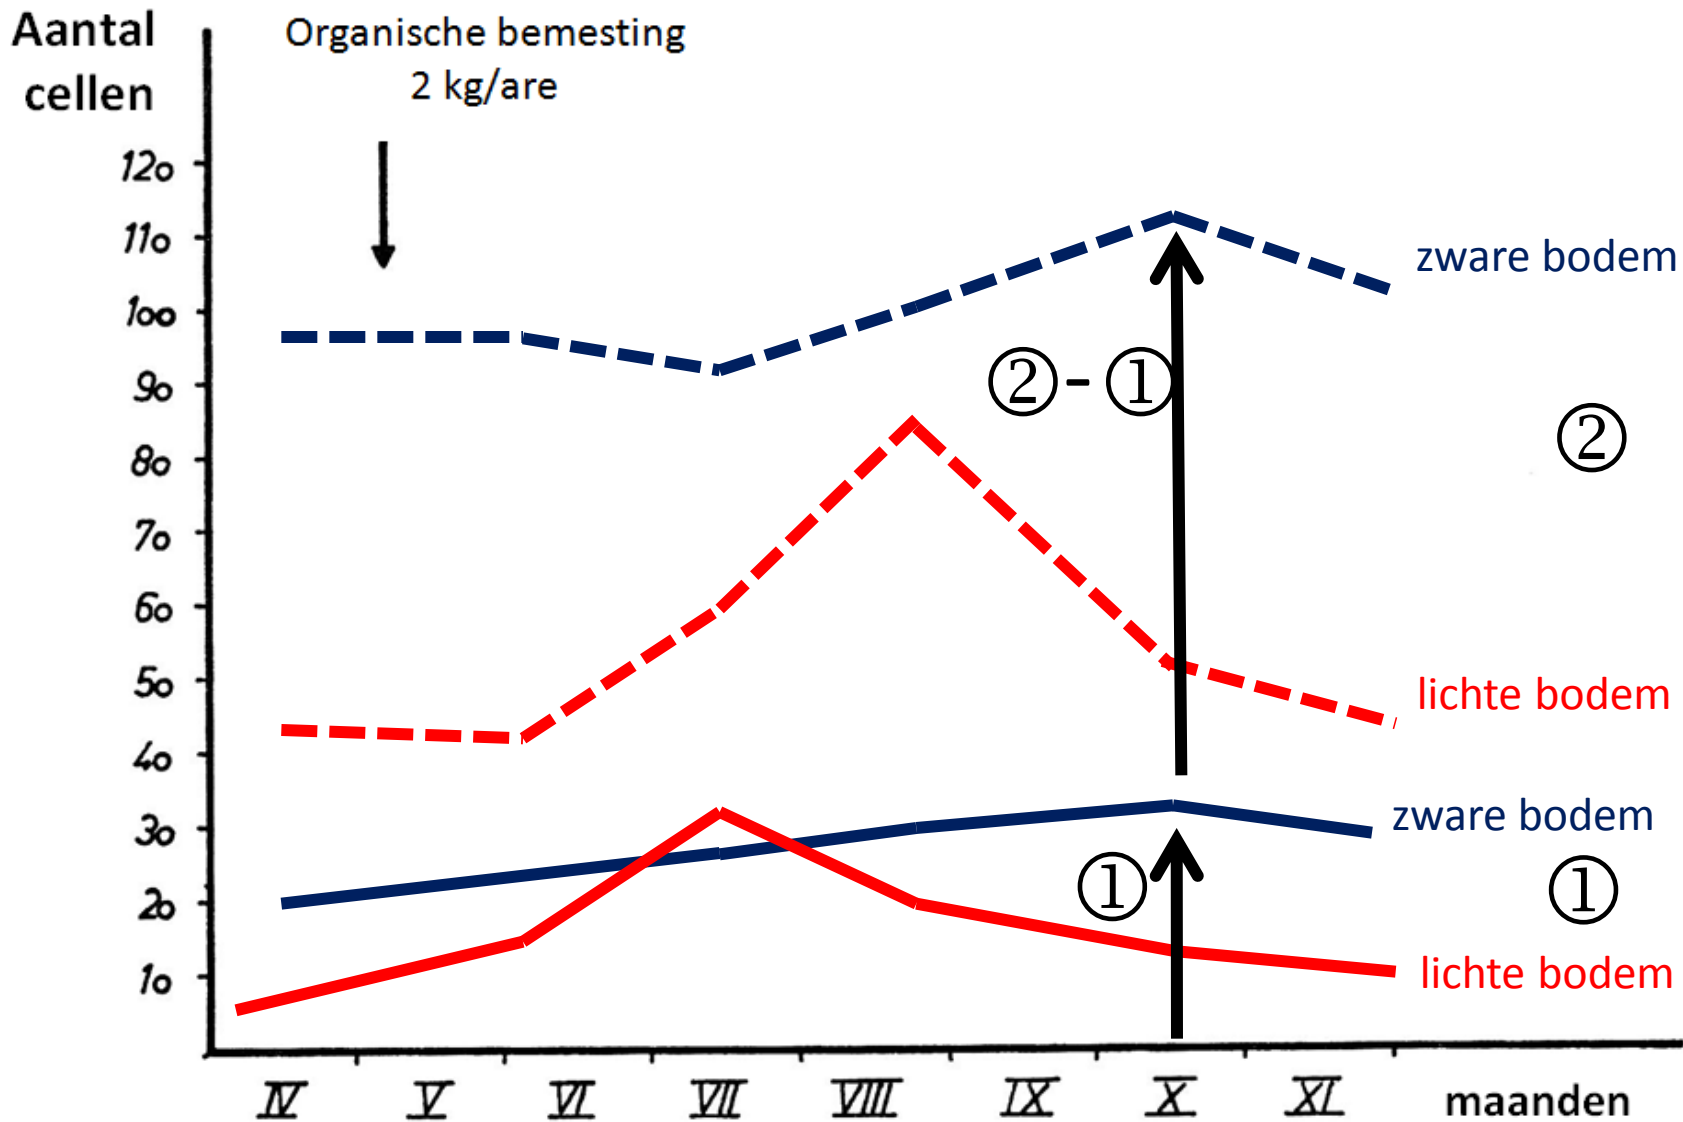 Aantal
cellen
Organische bemesting
2 kg/are
120
110
100
90
80
70
60
50
40
30
20
10
zware bodem
② - ①
②
lichte bodem
zware bodem
①
①
lichte bodem
IV V VI VII VIII IX X XI maanden